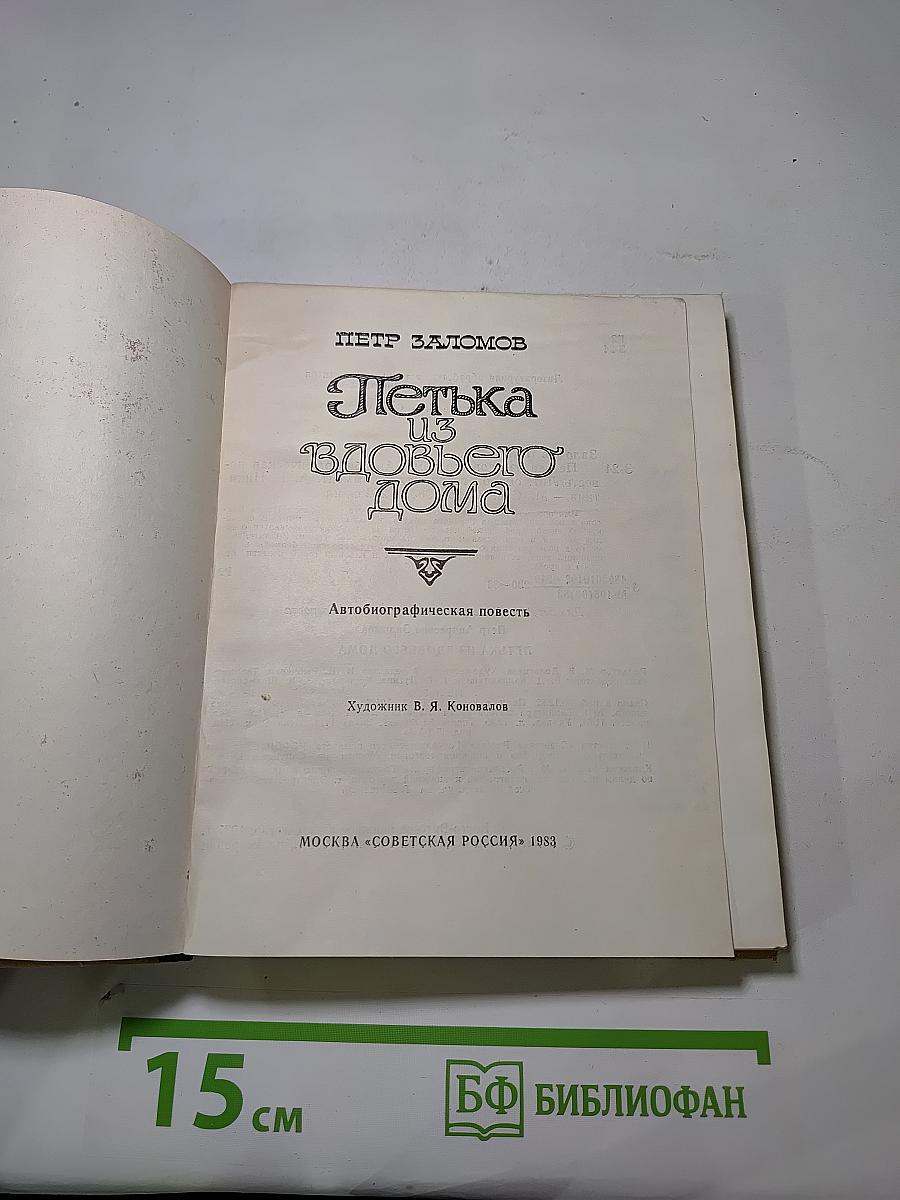 ПЕТР ЗАЛОМОВ
Петька
из
вдовьего
дома
Автобиографическая повесть
Художник В. Я. Коновалов
МОСКВА «СОВЕТСКАЯ РОССИЯ» 1983
15 см
БФ БИБЛИОФАН